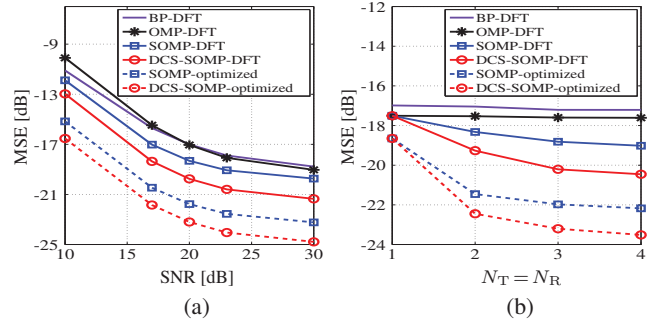 -9
-13
-17
-21
-25
MSE [dB]
10
15
20
25
30
SNR [dB]
BP-DFT
OMP-DFT
SOMP-DFT
DCS-SOMP-DFT
SOMP-optimized
DCS-SOMP-optimized
(a)
-12
-14
-16
-18
-20
-22
-24
MSE [dB]
1
2
3
4
N_T = N_R
BP-DFT
OMP-DFT
SOMP-DFT
DCS-SOMP-DFT
SOMP-optimized
DCS-SOMP-optimized
(b)